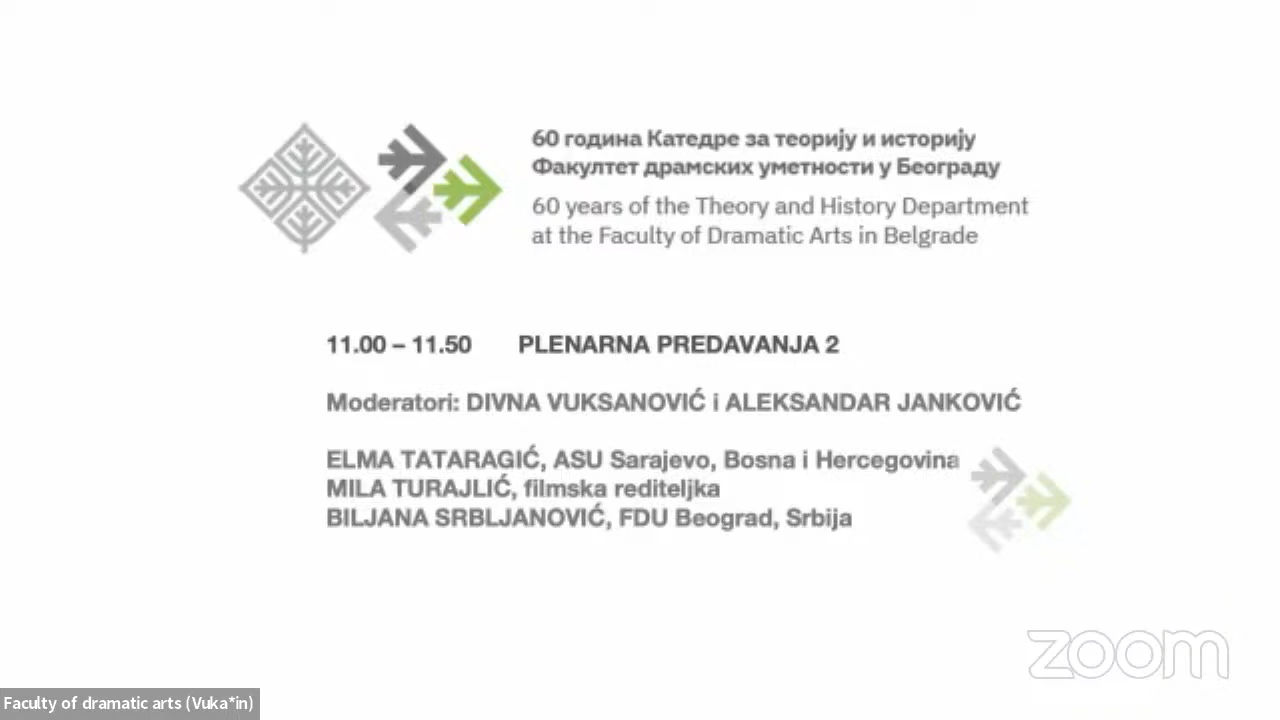 60 година Катедре за теорију и историју
Факултет драмских уметности у Београду
60 years of the Theory and History Department
at the Faculty of Dramatic Arts in Belgrade
11.00 – 11.50 PLENARNA PREDAVANJA 2
Moderatori: DIVNA VUKSANOVIĆ i ALEKSANDAR JANKOVIĆ
ELMA TATARAGIĆ, ASU Sarajevo, Bosna i Hercegovina
MILA TURAJLIĆ, filmska rediteljka
BILJANA SRBLJANOVIĆ, FDU Beograd, Srbija
zoom
Faculty of dramatic arts (Vuka*in)